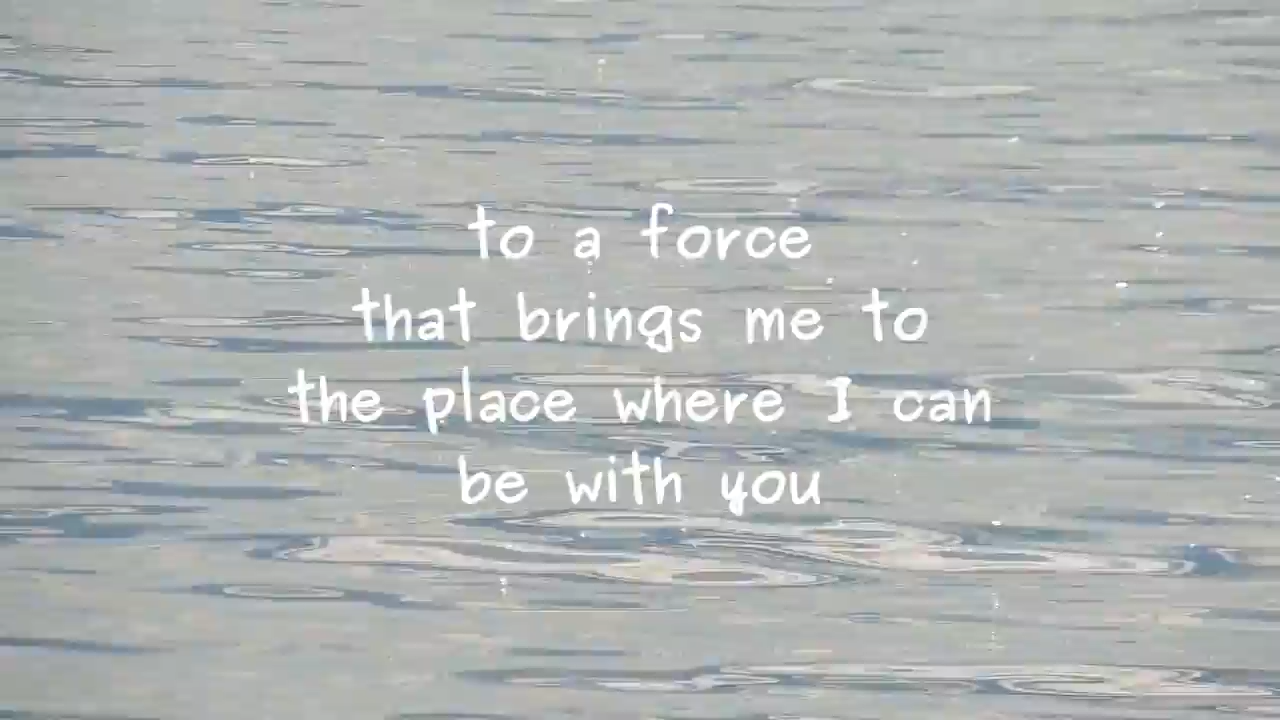 to a force
that brings me to
the place where I can
be with you